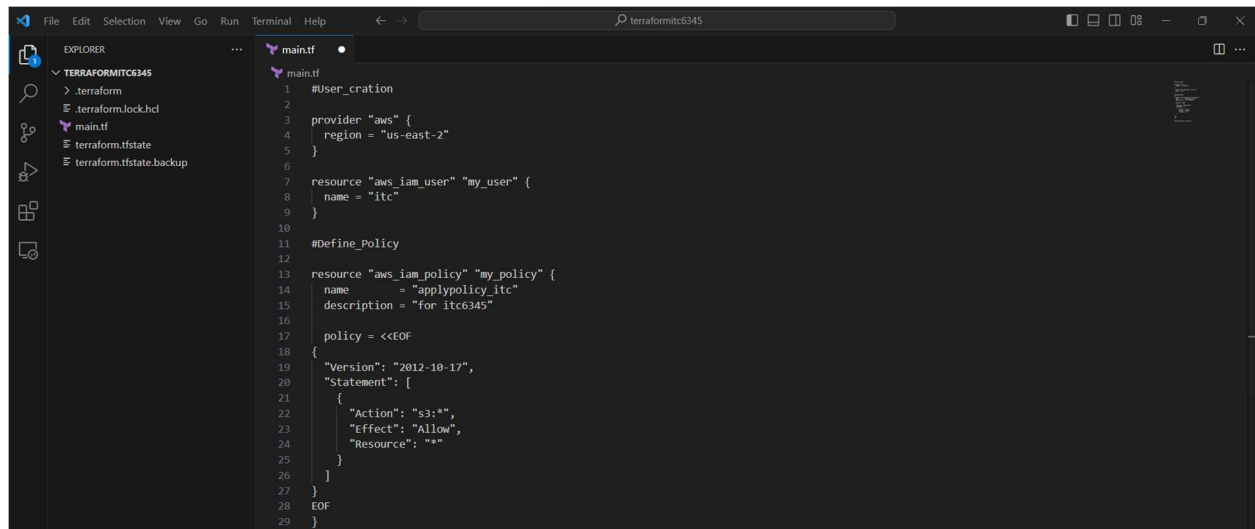 File Edit Selection View Go Run Terminal Help
terraformitc6345
EXPLORER
TERRAFORMITC6345
.terraform
.terraform.lock.hcl
main.tf
terraform.tfstate
terraform.tfstate.backup
1
main.tf
main.tf
1 #User_cration
2
3 provider "aws" {
4   region = "us-east-2"
5 }
6
7 resource "aws_iam_user" "my_user" {
8   name = "itc"
9 }
10
11 #Define_Policy
12
13 resource "aws_iam_policy" "my_policy" {
14   name        = "applypolicy_itc"
15   description = "for itc6345"
16
17   policy = <<EOF
18 {
19   "Version": "2012-10-17",
20   "Statement": [
21     {
22       "Action": "s3:*",
23       "Effect": "Allow",
24       "Resource": "*"
25     }
26   ]
27 }
28 EOF
29 }